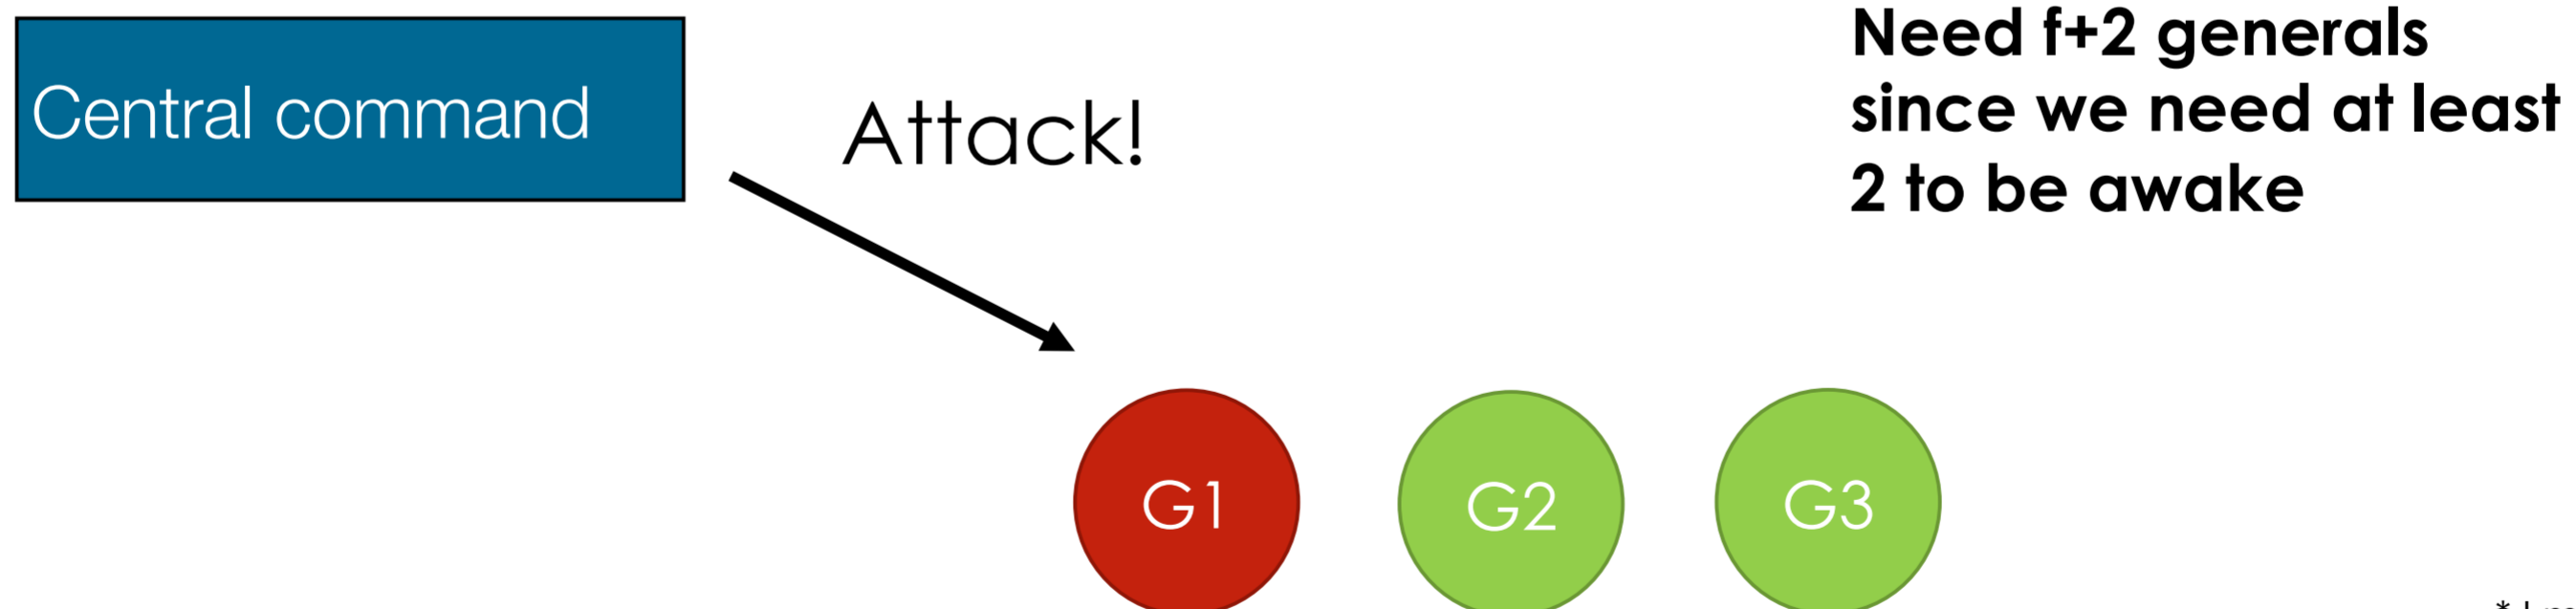 Need f+2 generals
since we need at least
2 to be awake
Central command
Attack!
G1
G2
G3